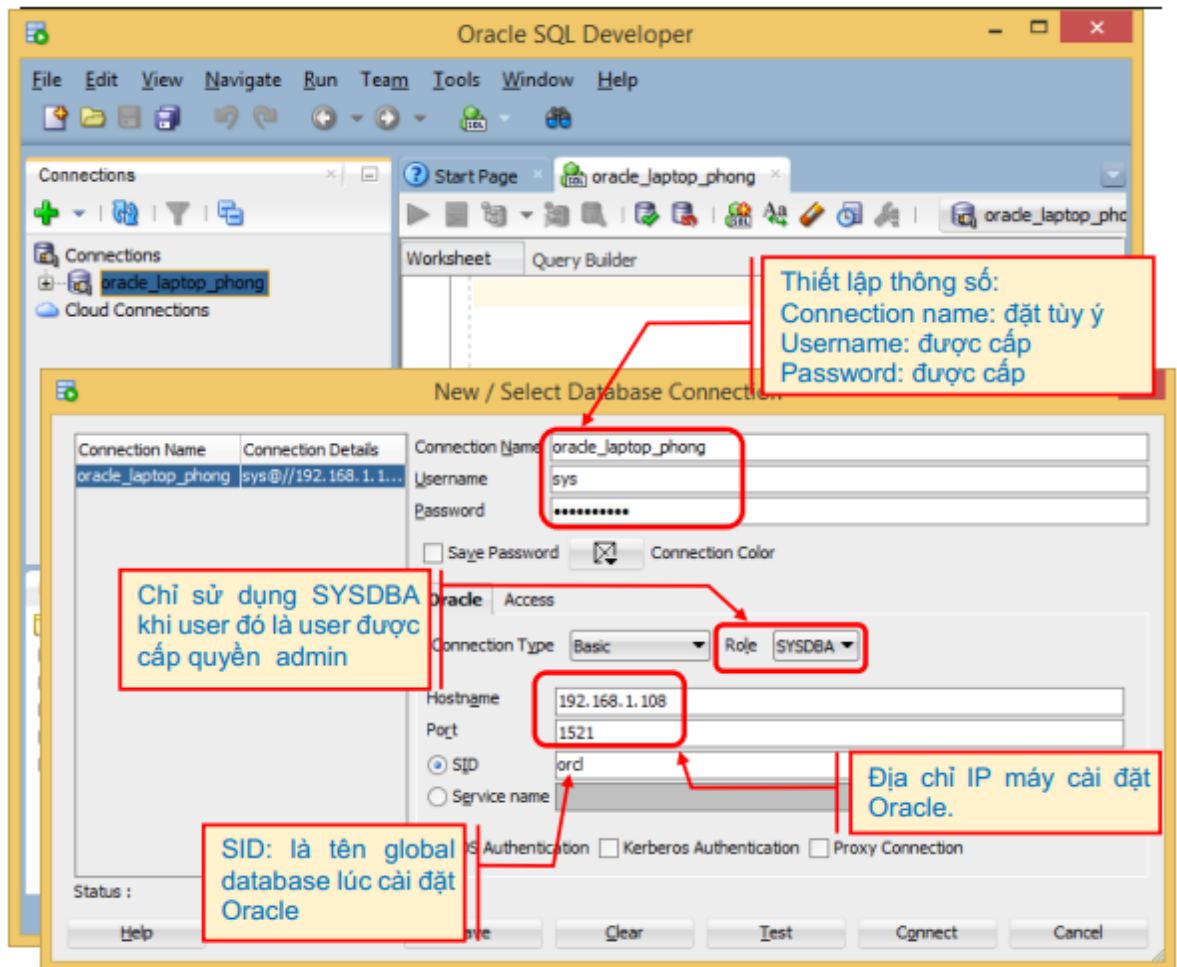 Oracle SQL Developer
File Edit View Navigate Run Team Tools Window Help
Connections
Start Page
oracle_laptop_phong
oracle_laptop_pho
Connections
oracle_laptop_phong
Cloud Connections
Worksheet Query Builder
Thiết lập thông số:
Connection name: đặt tùy ý
Username: được cấp
Password: được cấp
New / Select Database Connection
Connection Name Connection Details
oracle_laptop_phong sys@//192.168.1.1...
Connection Name oracle_laptop_phong
Username sys
Password ••••••••••
Save Password Connection Color
Chỉ sử dụng SYSDBA
khi user đó là user được
cấp quyền admin
Oracle Access
Connection Type Basic Role SYSDBA
Hostname 192.168.1.108
Port 1521
SID orcl
Service name
Địa chỉ IP máy cài đặt
Oracle.
SID: là tên global
database lúc cài đặt
Oracle
OS Authentication Kerberos Authentication Proxy Connection
Status :
Help Save Clear Test Connect Cancel